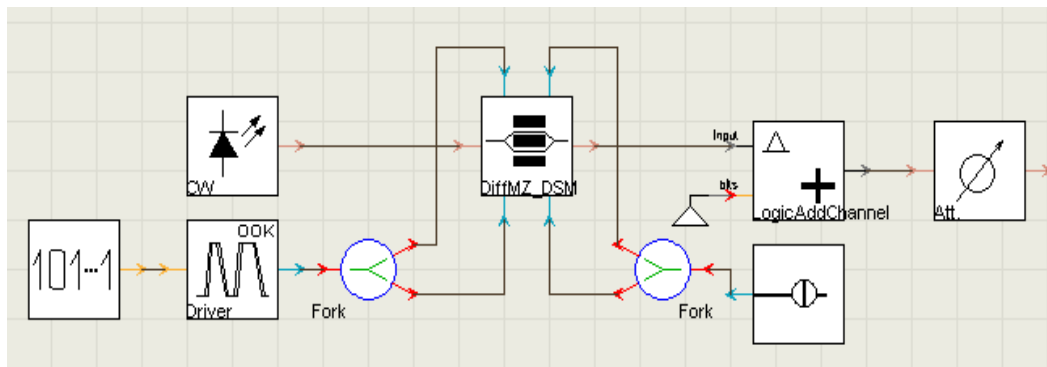 CW
DiffMZ_DSM
Input
bits
LogicAddChannel
Att.
101...1
OOK
Driver
Fork
Fork